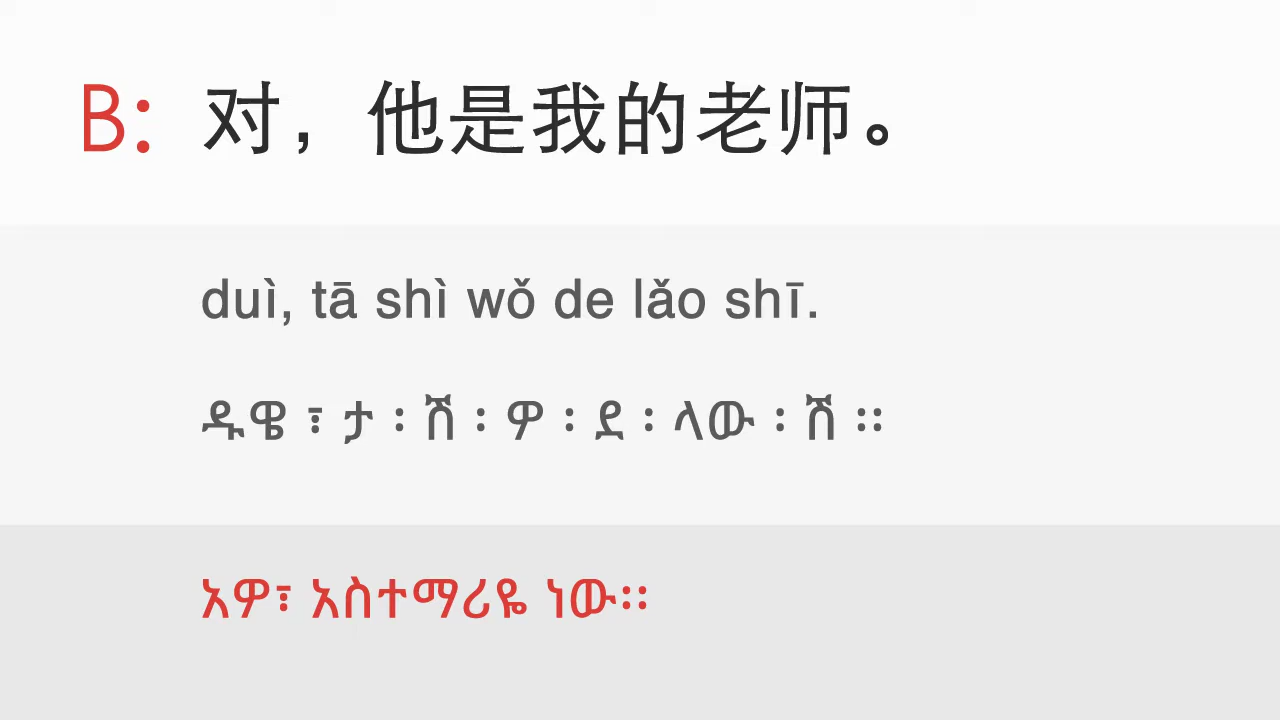 B: 对，他是我的老师。
duì, tā shì wǒ de lǎo shī.
ዱዌ ፣ ታ ፡ ሽ ፡ ዎ ፡ ደ ፡ ላው ፡ ሽ ፡፡
አዎ፣ አስተማሪዬ ነው፡፡